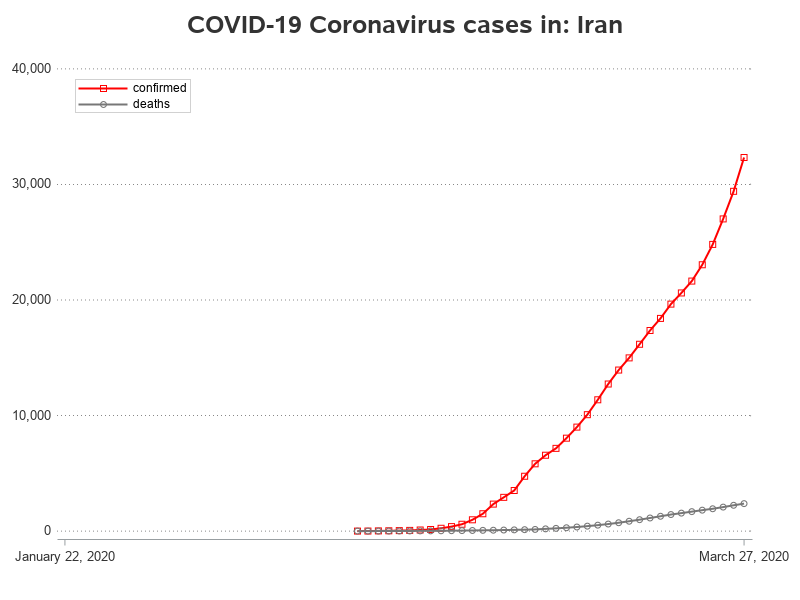 COVID-19 Coronavirus cases in: Iran
40,000
confirmed
deaths
30,000
20,000
10,000
0
January 22, 2020
March 27, 2020